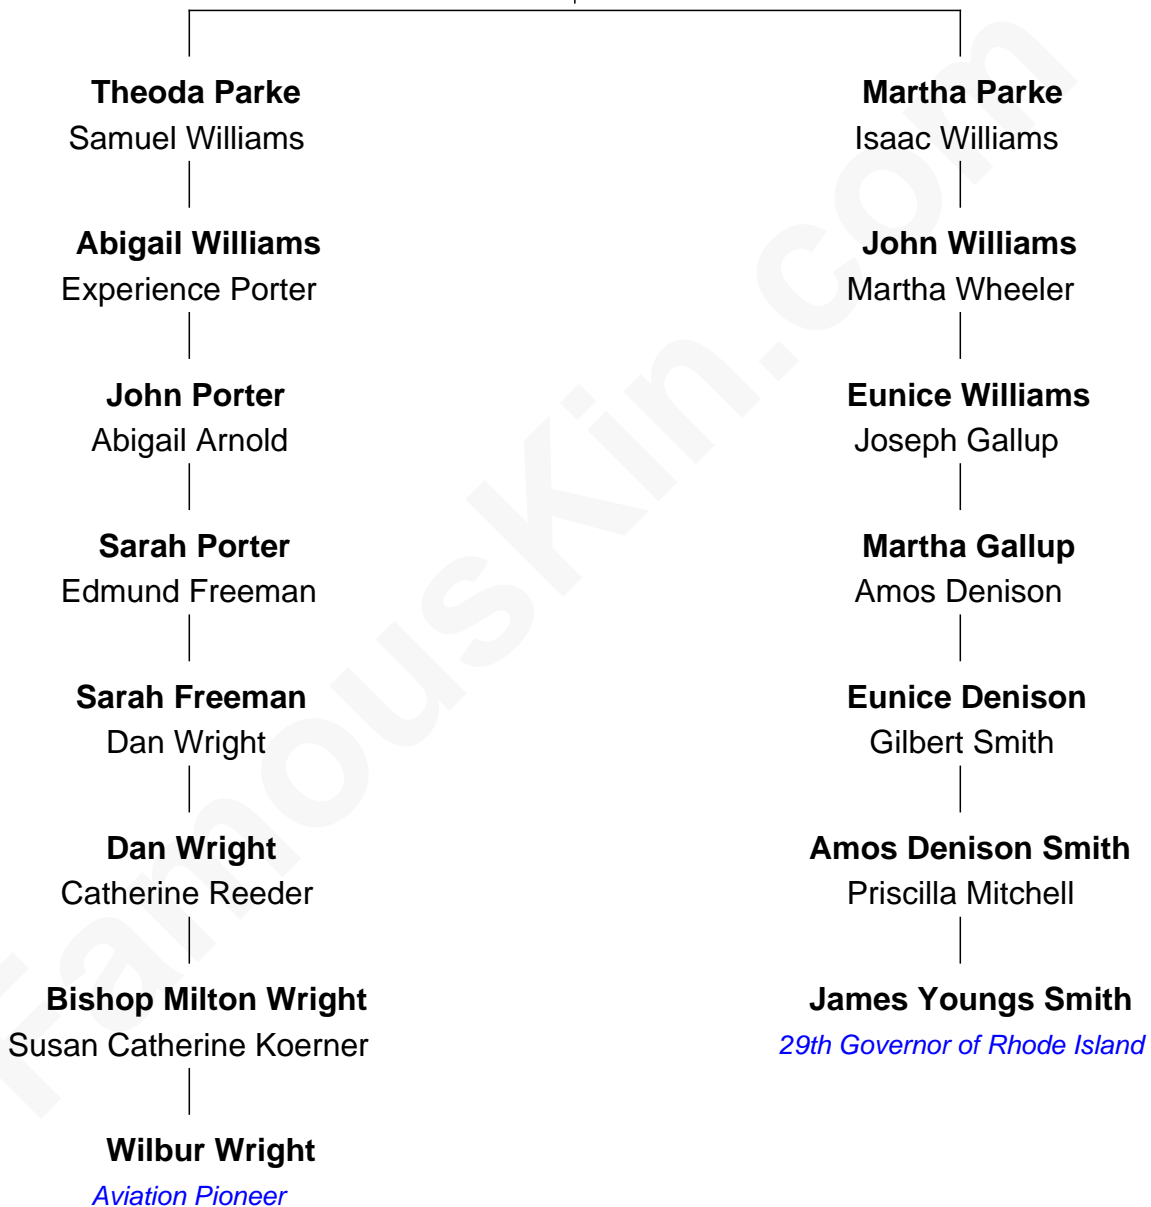 Theoda Parke
Samuel Williams
Abigail Williams
Experience Porter
John Porter
Abigail Arnold
Sarah Porter
Edmund Freeman
Sarah Freeman
Dan Wright
Dan Wright
Catherine Reeder
Bishop Milton Wright
Susan Catherine Koerner
Wilbur Wright
Aviation Pioneer
Martha Parke
Isaac Williams
John Williams
Martha Wheeler
Eunice Williams
Joseph Gallup
Martha Gallup
Amos Denison
Eunice Denison
Gilbert Smith
Amos Denison Smith
Priscilla Mitchell
James Youngs Smith
29th Governor of Rhode Island
FamousKin.com